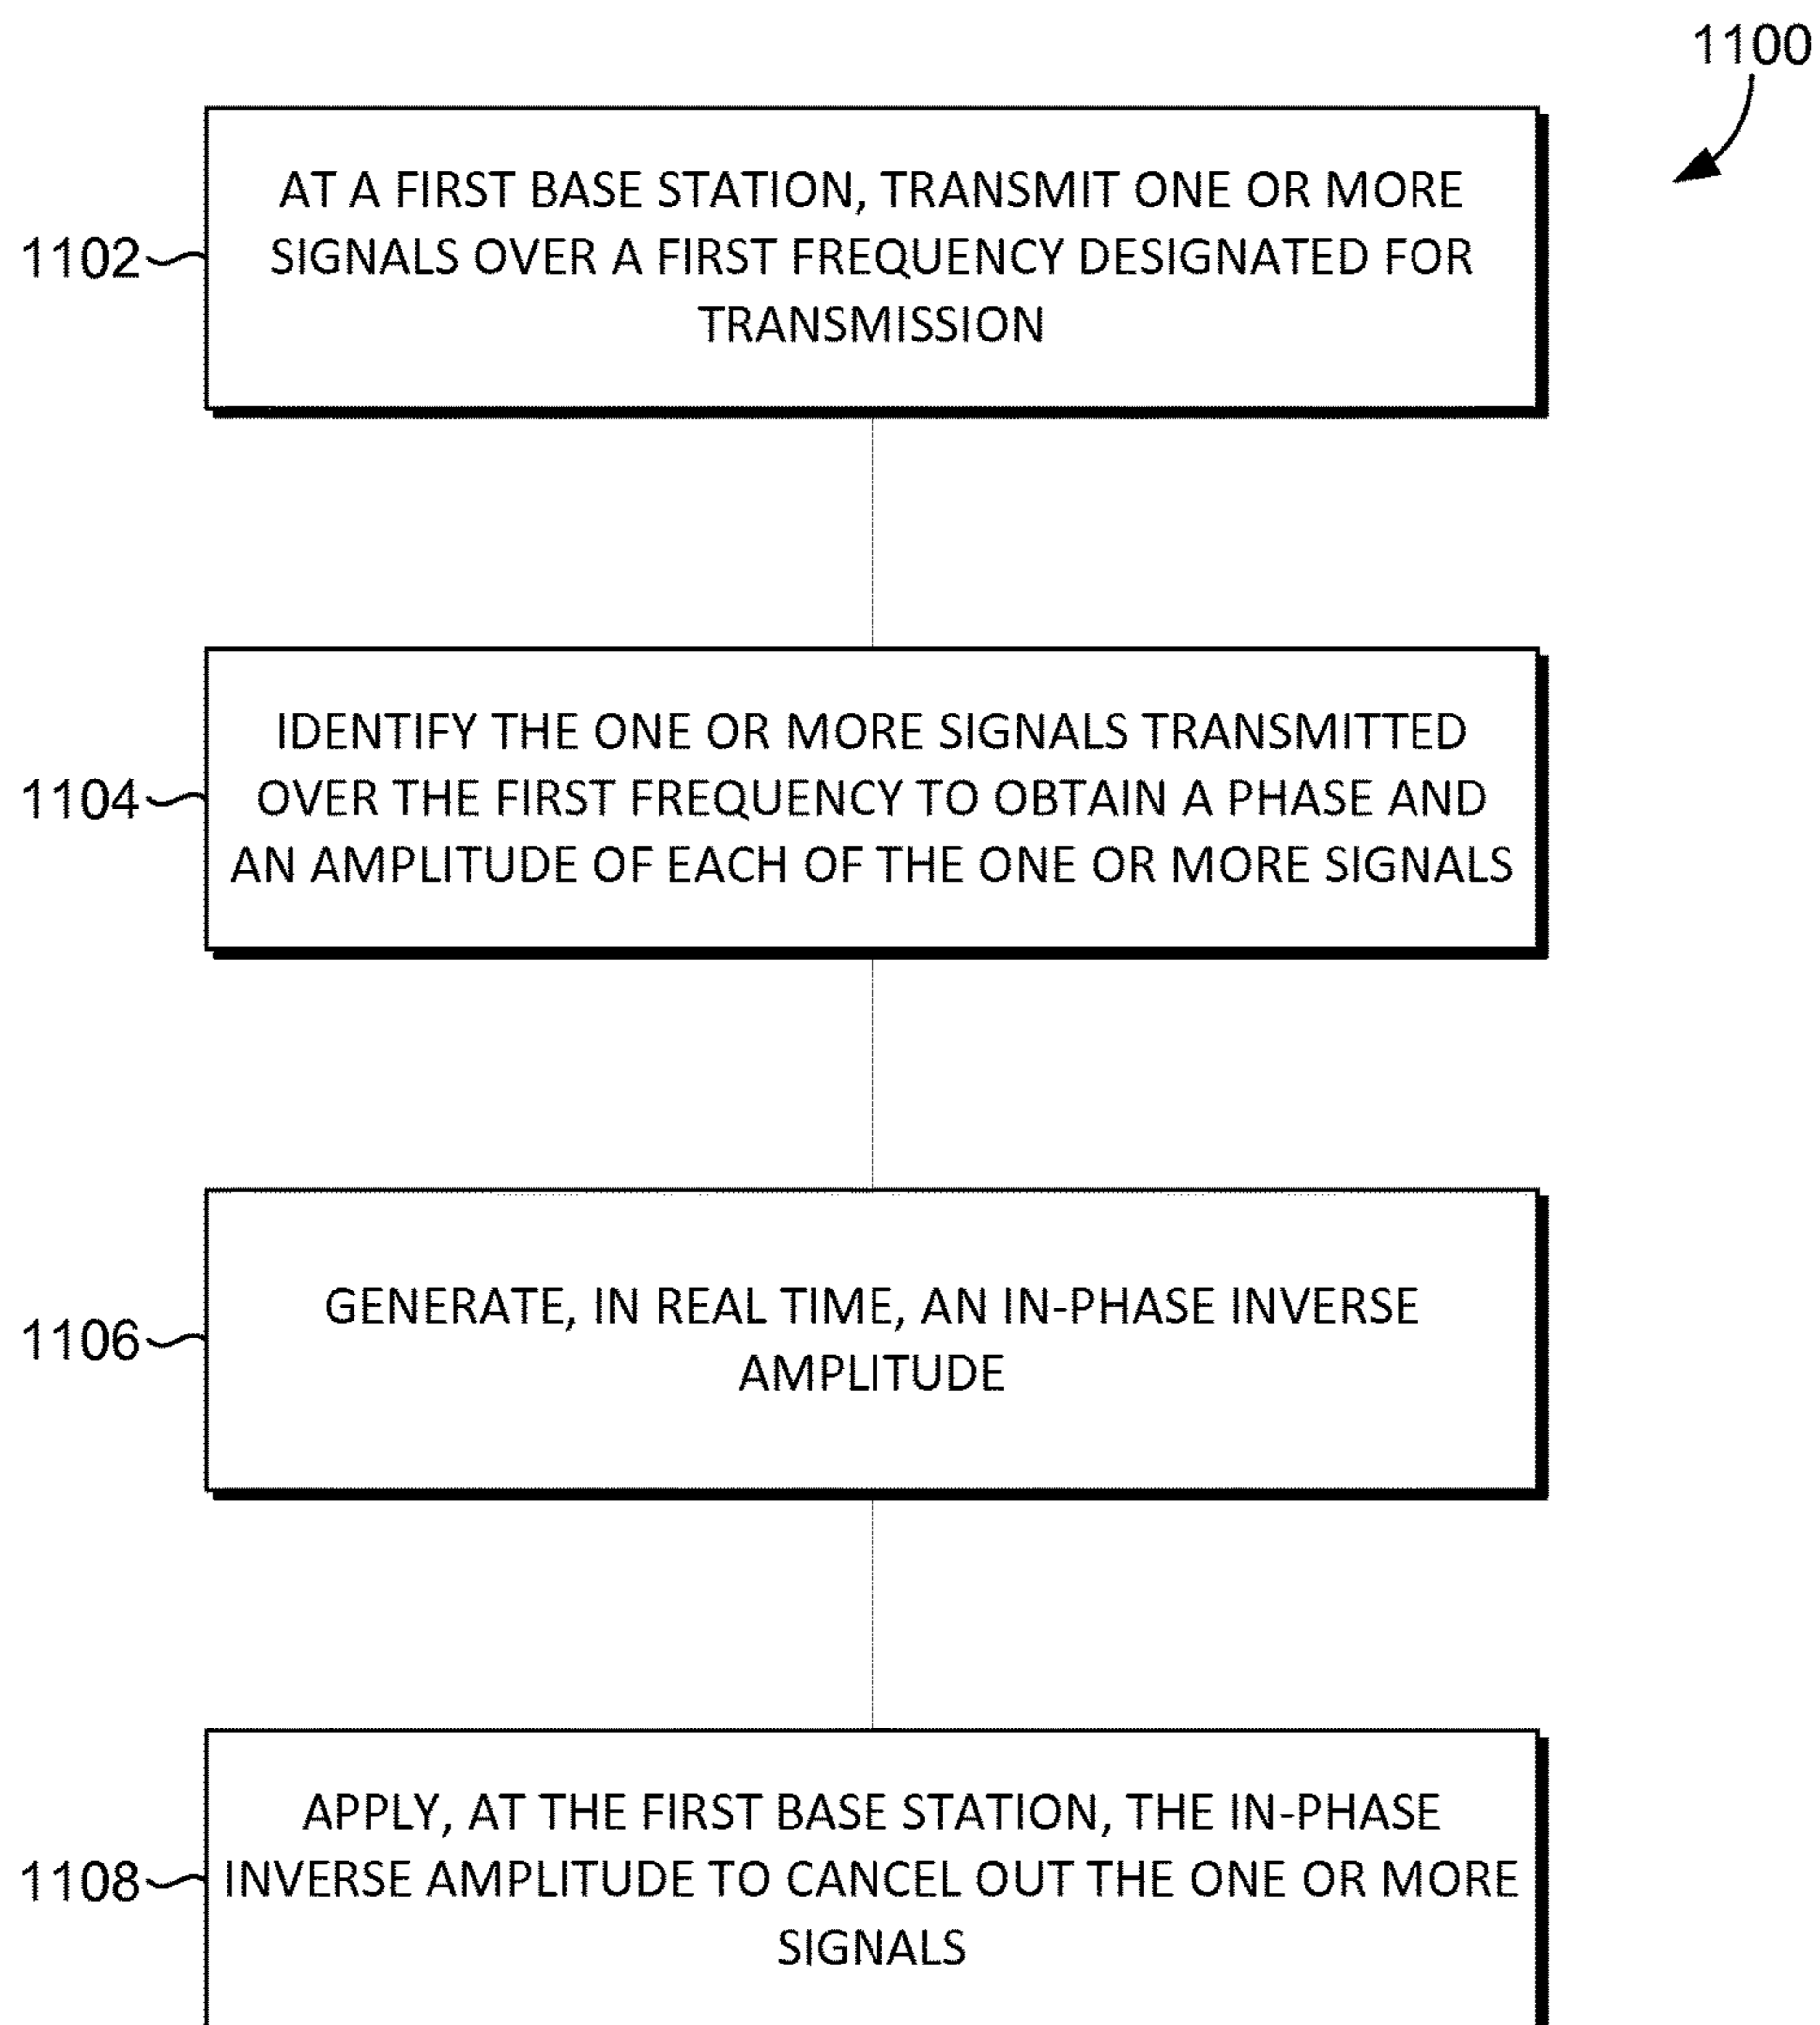 1100
AT A FIRST BASE STATION, TRANSMIT ONE OR MORE
SIGNALS OVER A FIRST FREQUENCY DESIGNATED FOR
TRANSMISSION
1102
IDENTIFY THE ONE OR MORE SIGNALS TRANSMITTED
OVER THE FIRST FREQUENCY TO OBTAIN A PHASE AND
AN AMPLITUDE OF EACH OF THE ONE OR MORE SIGNALS
1104
GENERATE, IN REAL TIME, AN IN-PHASE INVERSE
AMPLITUDE
1106
APPLY, AT THE FIRST BASE STATION, THE IN-PHASE
INVERSE AMPLITUDE TO CANCEL OUT THE ONE OR MORE
SIGNALS
1108